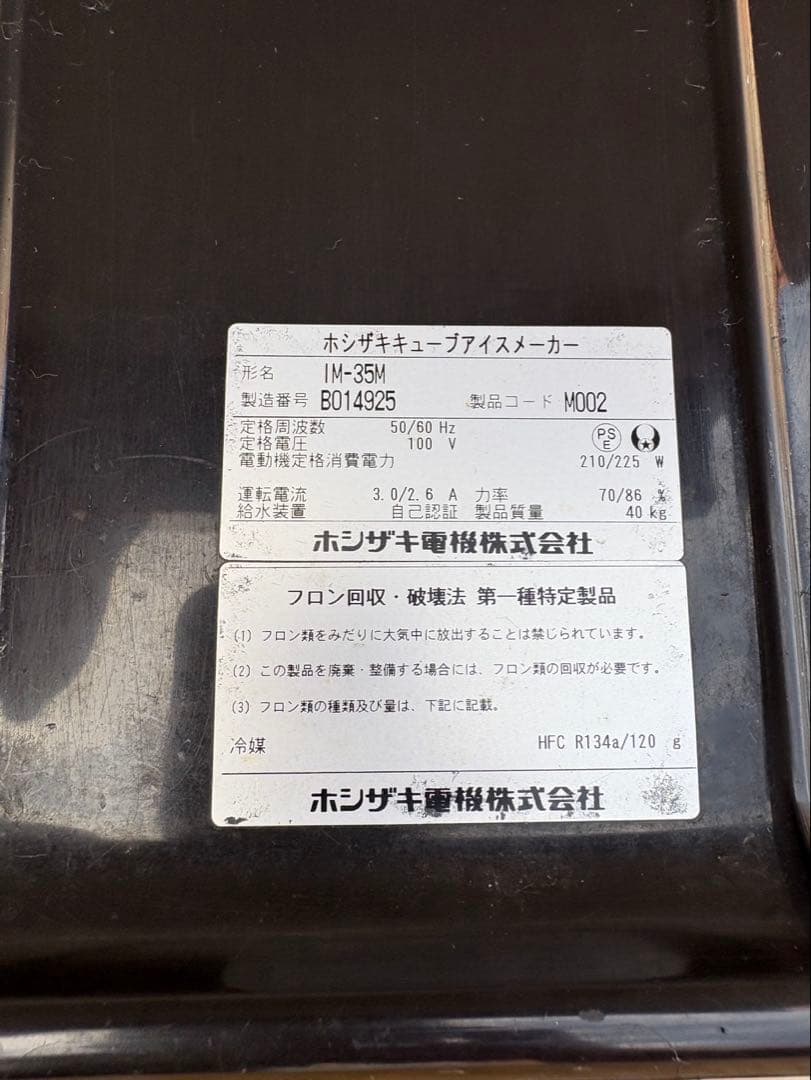 ホシザキキューブアイスメーカー
形名 IM-35M
製造番号 B014925 製品コード M002
定格周波数 50/60 Hz
定格電圧 100 V
PS E
電動機定格消費電力 210/225 W
運転電流 3.0/2.6 A 力率 70/86 %
給水装置 自己認証 製品質量 40 kg
ホシザキ電機株式会社
フロン回収・破壊法 第一種特定製品
(1) フロン類をみだりに大気中に放出することは禁じられています。
(2) この製品を廃棄・整備する場合には、フロン類の回収が必要です。
(3) フロン類の種類及び量は、下記に記載。
冷媒 HFC R134a/120 g
ホシザキ電機株式会社